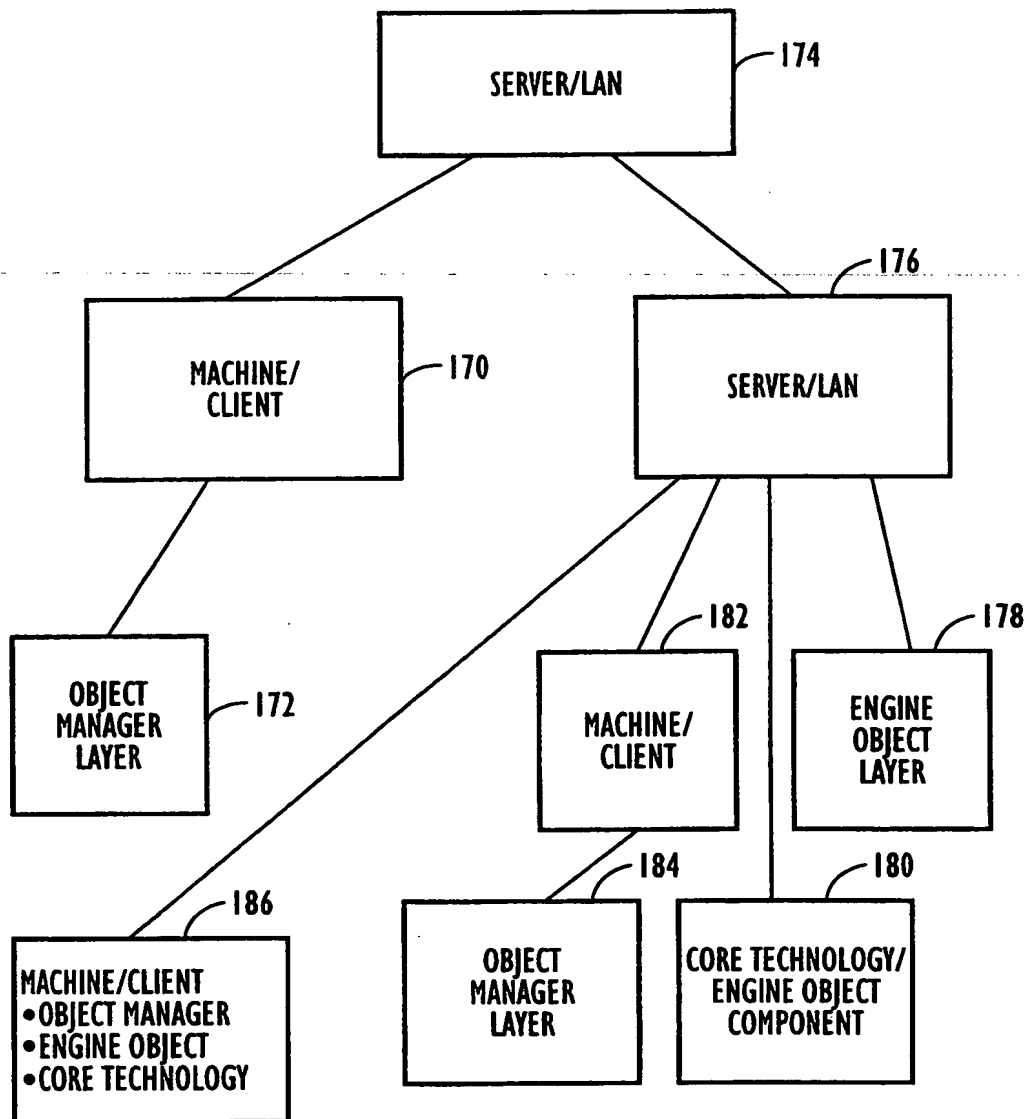 SERVER/LAN
174
176
MACHINE/
CLIENT
170
SERVER/LAN
182
178
OBJECT
MANAGER
LAYER
172
MACHINE/
CLIENT
ENGINE
OBJECT
LAYER
186
184
180
MACHINE/CLIENT
•OBJECT MANAGER
•ENGINE OBJECT
•CORE TECHNOLOGY
OBJECT
MANAGER
LAYER
CORE TECHNOLOGY/
ENGINE OBJECT
COMPONENT